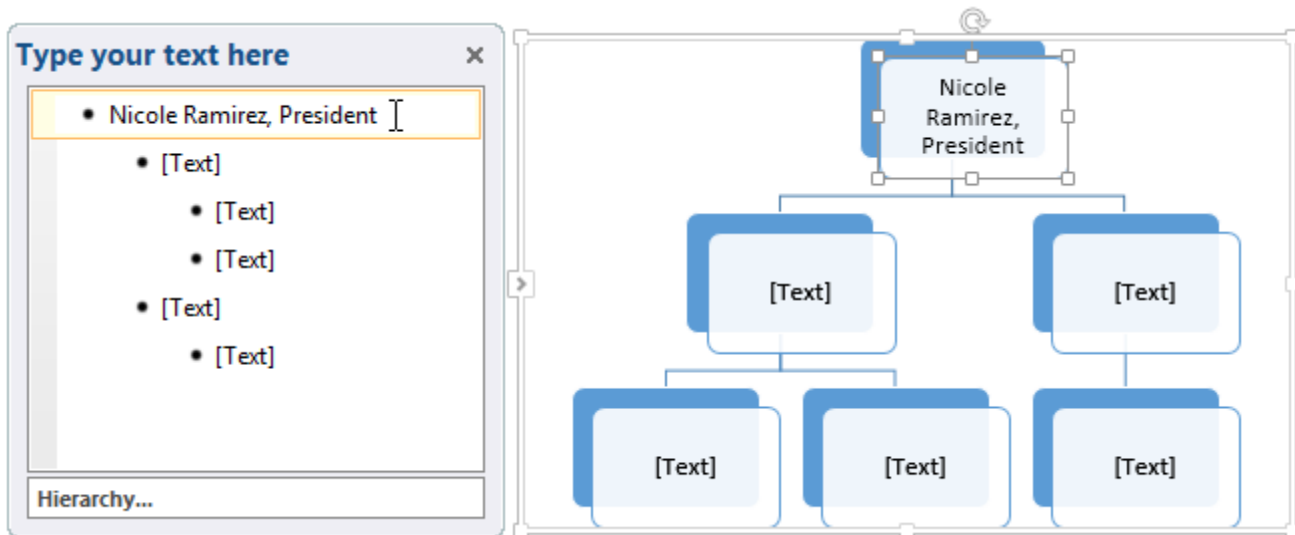 Type your text here
Nicole Ramirez, President
[Text]
[Text]
[Text]
[Text]
[Text]
Hierarchy...
Nicole
Ramirez,
President
[Text]
[Text]
[Text]
[Text]
[Text]